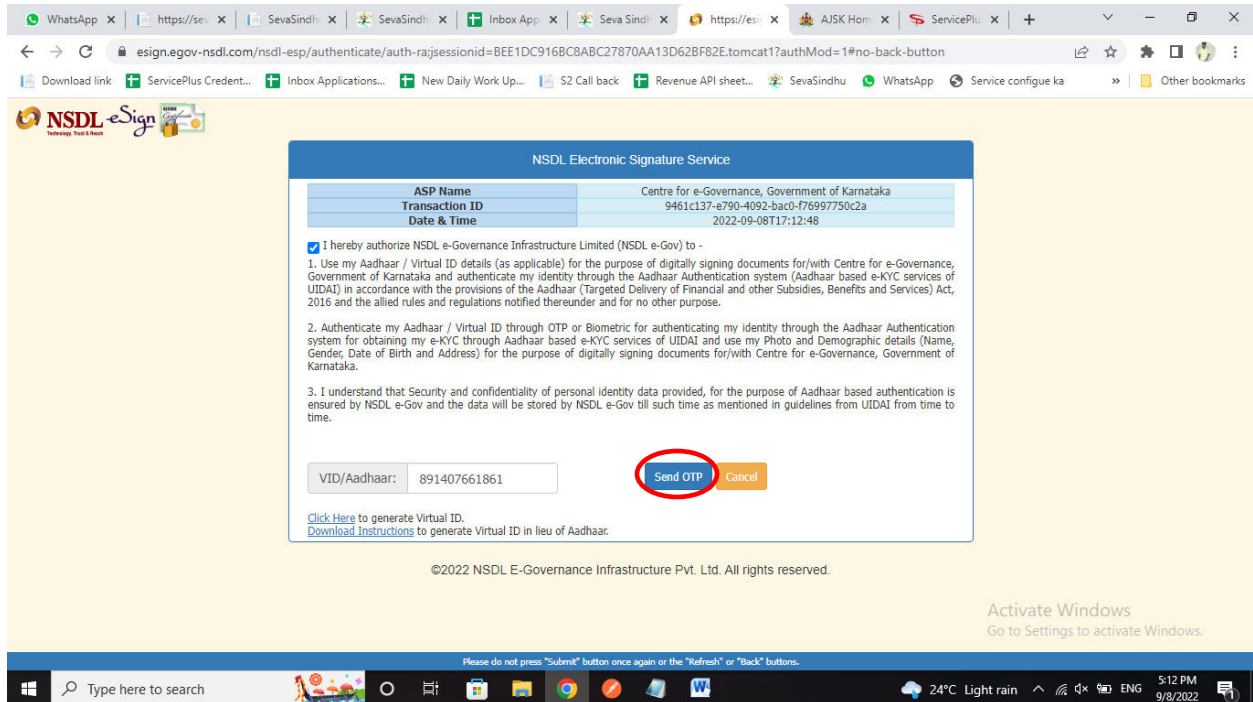 WhatsApp
https://sev
SevaSindh
SevaSindh
Inbox App
Seva Sindh
https://esi
AJSK Hom
ServicePlu
esign.egov-nsdl.com/nsdl-esp/authenticate/auth-ra;jsessionid=BEE1DC916BC8ABC27870AA13D62BF82E.tomcat1?authMod=1#no-back-button
Download link
ServicePlus Credent...
Inbox Applications...
New Daily Work Up...
S2 Call back
Revenue API sheet...
SevaSindhu
WhatsApp
Service configue ka
»
Other bookmarks
NSDL eSign
Technology, Trust & Reach
NSDL Electronic Signature Service
ASP Name Centre for e-Governance, Government of Karnataka
Transaction ID 9461c137-e790-4092-bac0-f76997750c2a
Date & Time 2022-09-08T17:12:48
I hereby authorize NSDL e-Governance Infrastructure Limited (NSDL e-Gov) to -
1. Use my Aadhaar / Virtual ID details (as applicable) for the purpose of digitally signing documents for/with Centre for e-Governance,
Government of Karnataka and authenticate my identity through the Aadhaar Authentication system (Aadhaar based e-KYC services of
UIDAI) in accordance with the provisions of the Aadhaar (Targeted Delivery of Financial and other Subsidies, Benefits and Services) Act,
2016 and the allied rules and regulations notified thereunder and for no other purpose.
2. Authenticate my Aadhaar / Virtual ID through OTP or Biometric for authenticating my identity through the Aadhaar Authentication
system for obtaining my e-KYC through Aadhaar based e-KYC services of UIDAI and use my Photo and Demographic details (Name,
Gender, Date of Birth and Address) for the purpose of digitally signing documents for/with Centre for e-Governance, Government of
Karnataka.
3. I understand that Security and confidentiality of personal identity data provided, for the purpose of Aadhaar based authentication is
ensured by NSDL e-Gov and the data will be stored by NSDL e-Gov till such time as mentioned in guidelines from UIDAI from time to
time.
VID/Aadhaar: 891407661861
Send OTP
Cancel
Click Here to generate Virtual ID.
Download Instructions to generate Virtual ID in lieu of Aadhaar.
©2022 NSDL E-Governance Infrastructure Pvt. Ltd. All rights reserved.
Activate Windows
Go to Settings to activate Windows.
Please do not press "Submit" button once again or the "Refresh" or "Back" buttons.
Type here to search
24°C Light rain
ENG
5:12 PM
9/8/2022